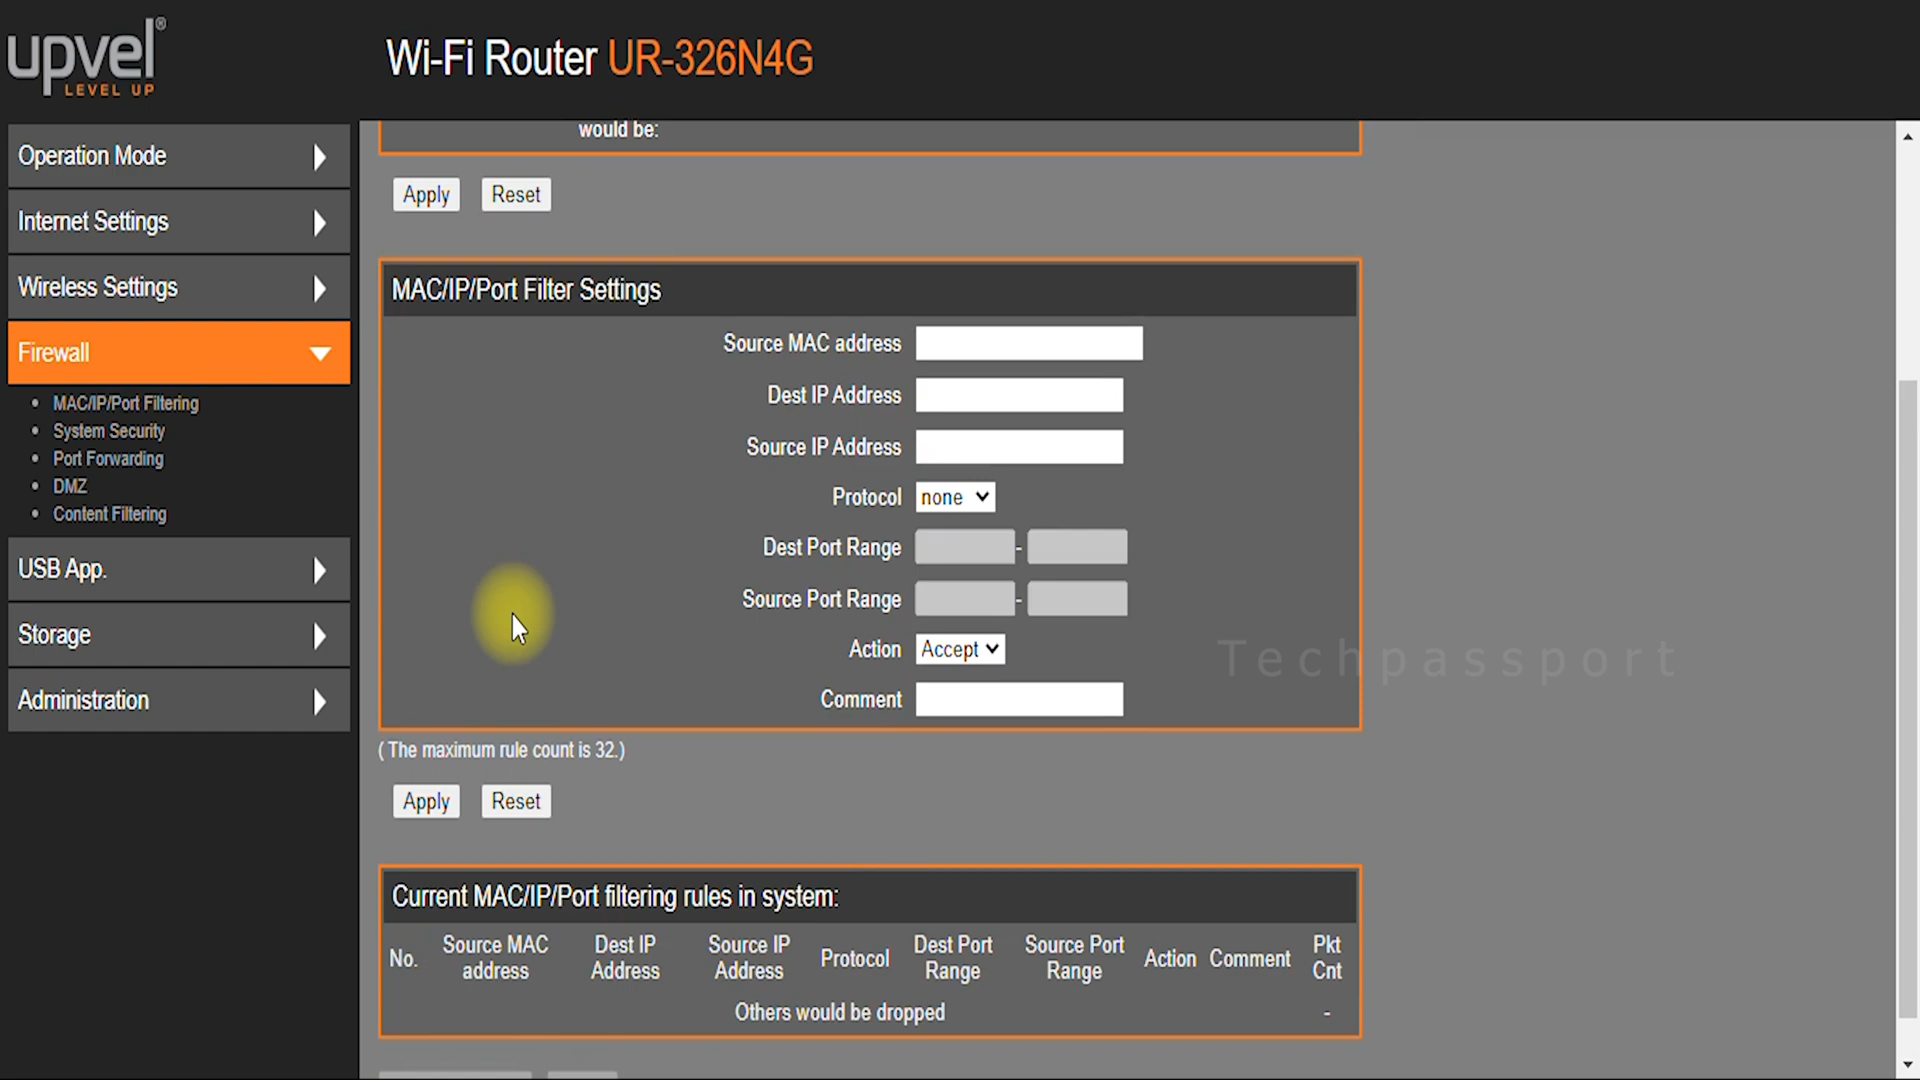 upvel®
LEVEL UP
Wi-Fi Router UR-326N4G
Operation Mode
Internet Settings
Wireless Settings
Firewall
• MAC/IP/Port Filtering
• System Security
• Port Forwarding
• DMZ
• Content Filtering
USB App.
Storage
Administration
would be:
Apply Reset
MAC/IP/Port Filter Settings
Source MAC address
Dest IP Address
Source IP Address
Protocol none
Dest Port Range -
Source Port Range -
Action Accept
Comment
( The maximum rule count is 32.)
Apply Reset
Techpassport
Current MAC/IP/Port filtering rules in system:
No. Source MAC address Dest IP Address Source IP Address Protocol Dest Port Range Source Port Range Action Comment Pkt Cnt
Others would be dropped -